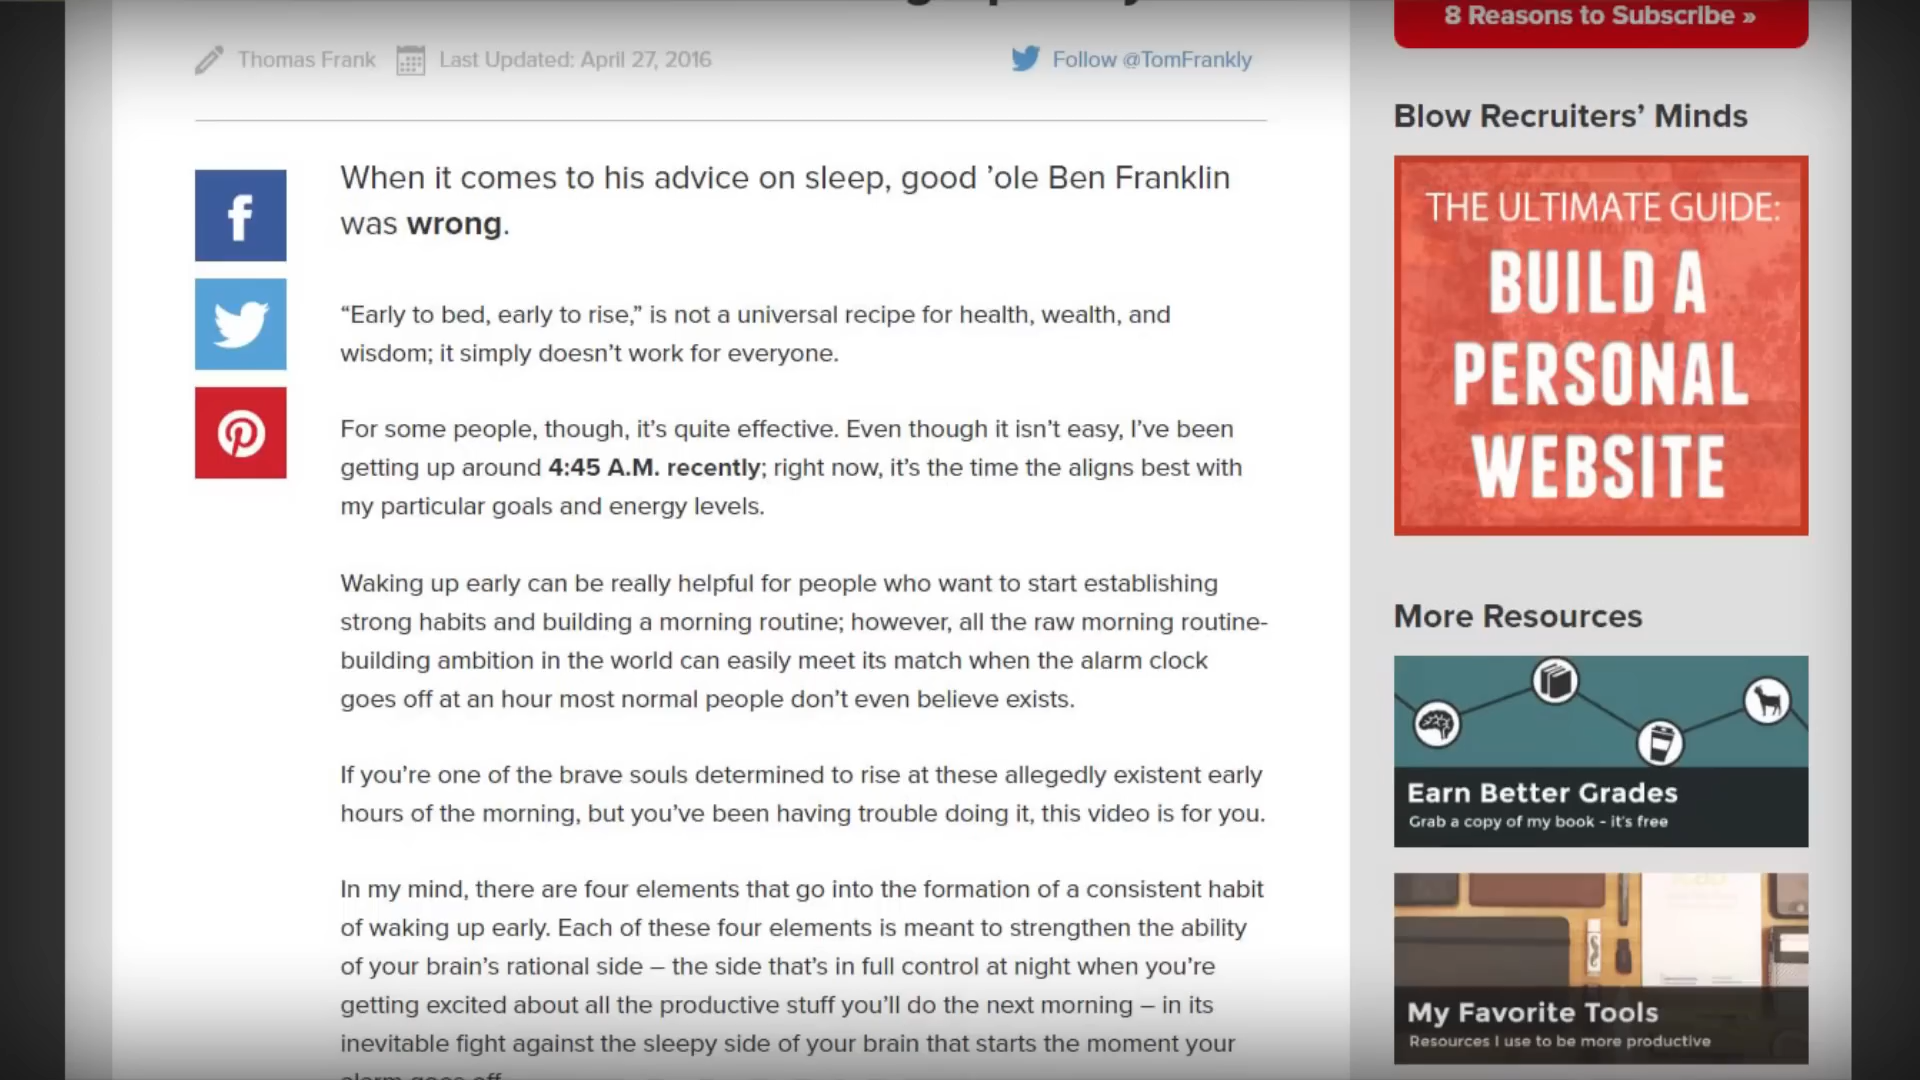 8 Reasons to Subscribe »
Thomas Frank
Last Updated: April 27, 2016
Follow @TomFrankly
When it comes to his advice on sleep, good ’ole Ben Franklin
was wrong.
“Early to bed, early to rise,” is not a universal recipe for health, wealth, and
wisdom; it simply doesn’t work for everyone.
For some people, though, it’s quite effective. Even though it isn’t easy, I’ve been
getting up around 4:45 A.M. recently; right now, it’s the time the aligns best with
my particular goals and energy levels.
Waking up early can be really helpful for people who want to start establishing
strong habits and building a morning routine; however, all the raw morning routine-
building ambition in the world can easily meet its match when the alarm clock
goes off at an hour most normal people don’t even believe exists.
If you’re one of the brave souls determined to rise at these allegedly existent early
hours of the morning, but you’ve been having trouble doing it, this video is for you.
In my mind, there are four elements that go into the formation of a consistent habit
of waking up early. Each of these four elements is meant to strengthen the ability
of your brain’s rational side – the side that’s in full control at night when you’re
getting excited about all the productive stuff you’ll do the next morning – in its
inevitable fight against the sleepy side of your brain that starts the moment your
Blow Recruiters’ Minds
THE ULTIMATE GUIDE:
BUILD A
PERSONAL
WEBSITE
More Resources
Earn Better Grades
Grab a copy of my book - it's free
My Favorite Tools
Resources I use to be more productive